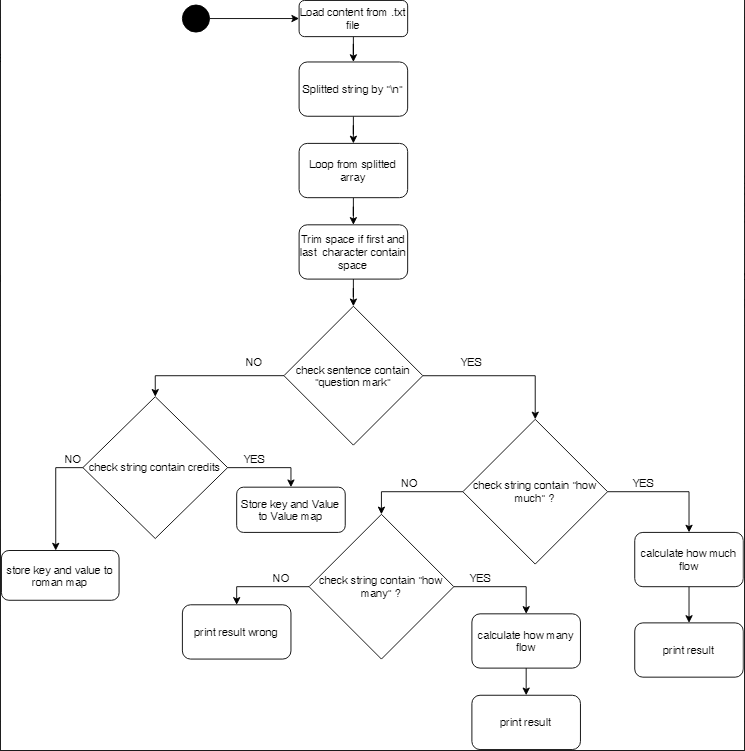 Load content from .txt
file
Splitted string by "\n"
Loop from splitted
array
Trim space if first and
last character contain
space
check sentence contain
"question mark"
NO
YES
check string contain credits
NO
YES
Store key and Value
to Value map
store key and value to
roman map
check string contain "how
much" ?
NO
YES
calculate how much
flow
print result
check string contain "how
many" ?
NO
YES
print result wrong
calculate how many
flow
print result